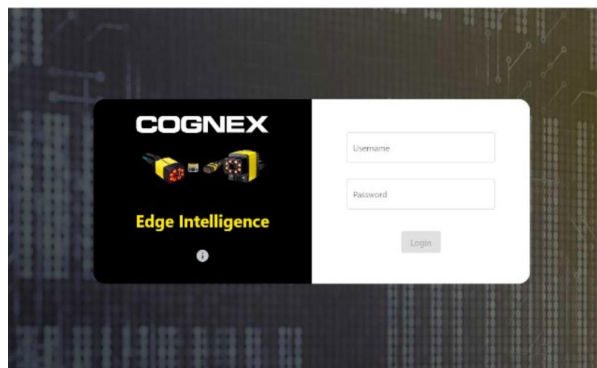 COGNEX
Edge Intelligence
Username
Password
Login